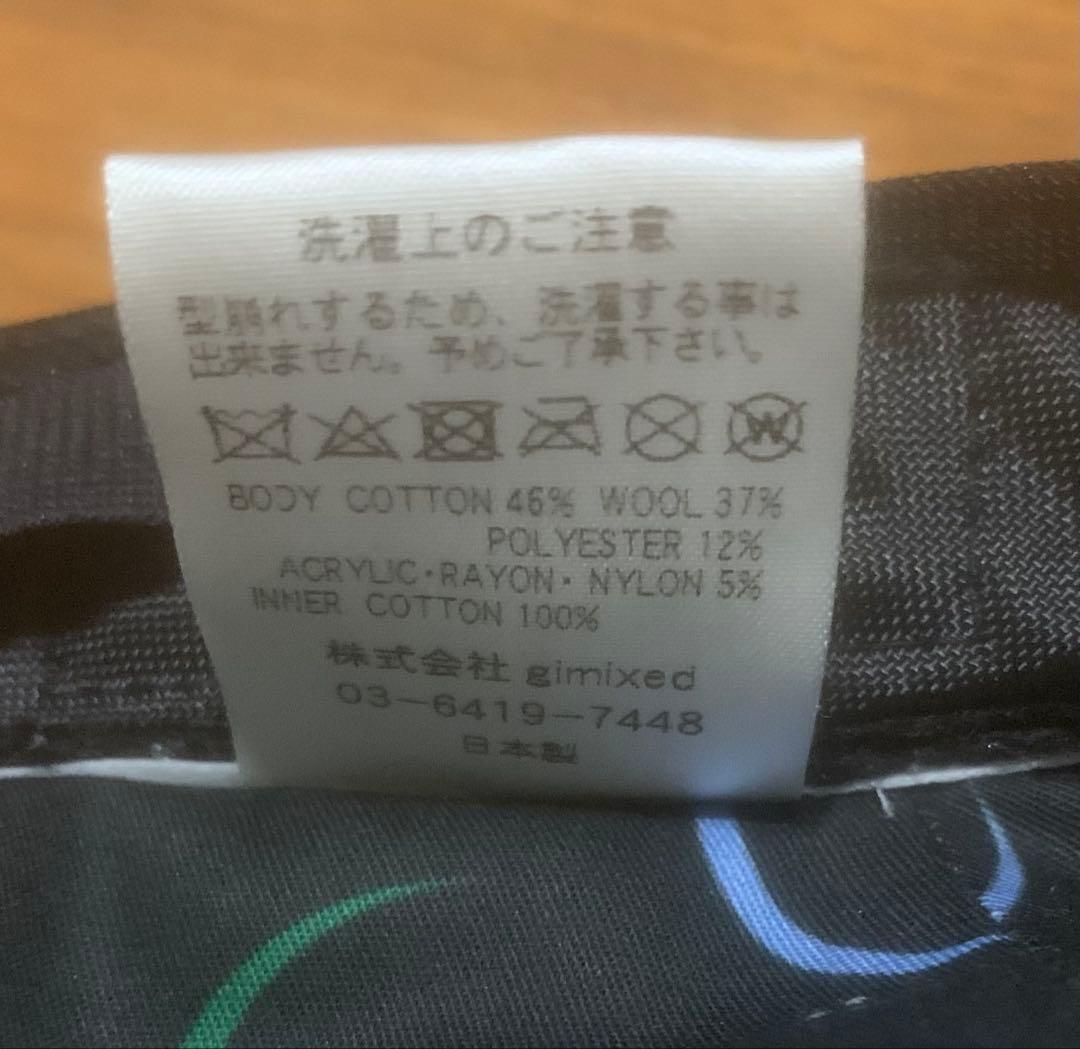 洗濯上のご注意
型崩れするため、洗濯する事は
出来ません。予めご了承下さい。
W
BODY COTTON 46% WOOL 37%
POLYESTER 12%
ACRYLIC・RAYON・NYLON 5%
INNER COTTON 100%
株式会社 gimixed
03-6419-7448
日本製